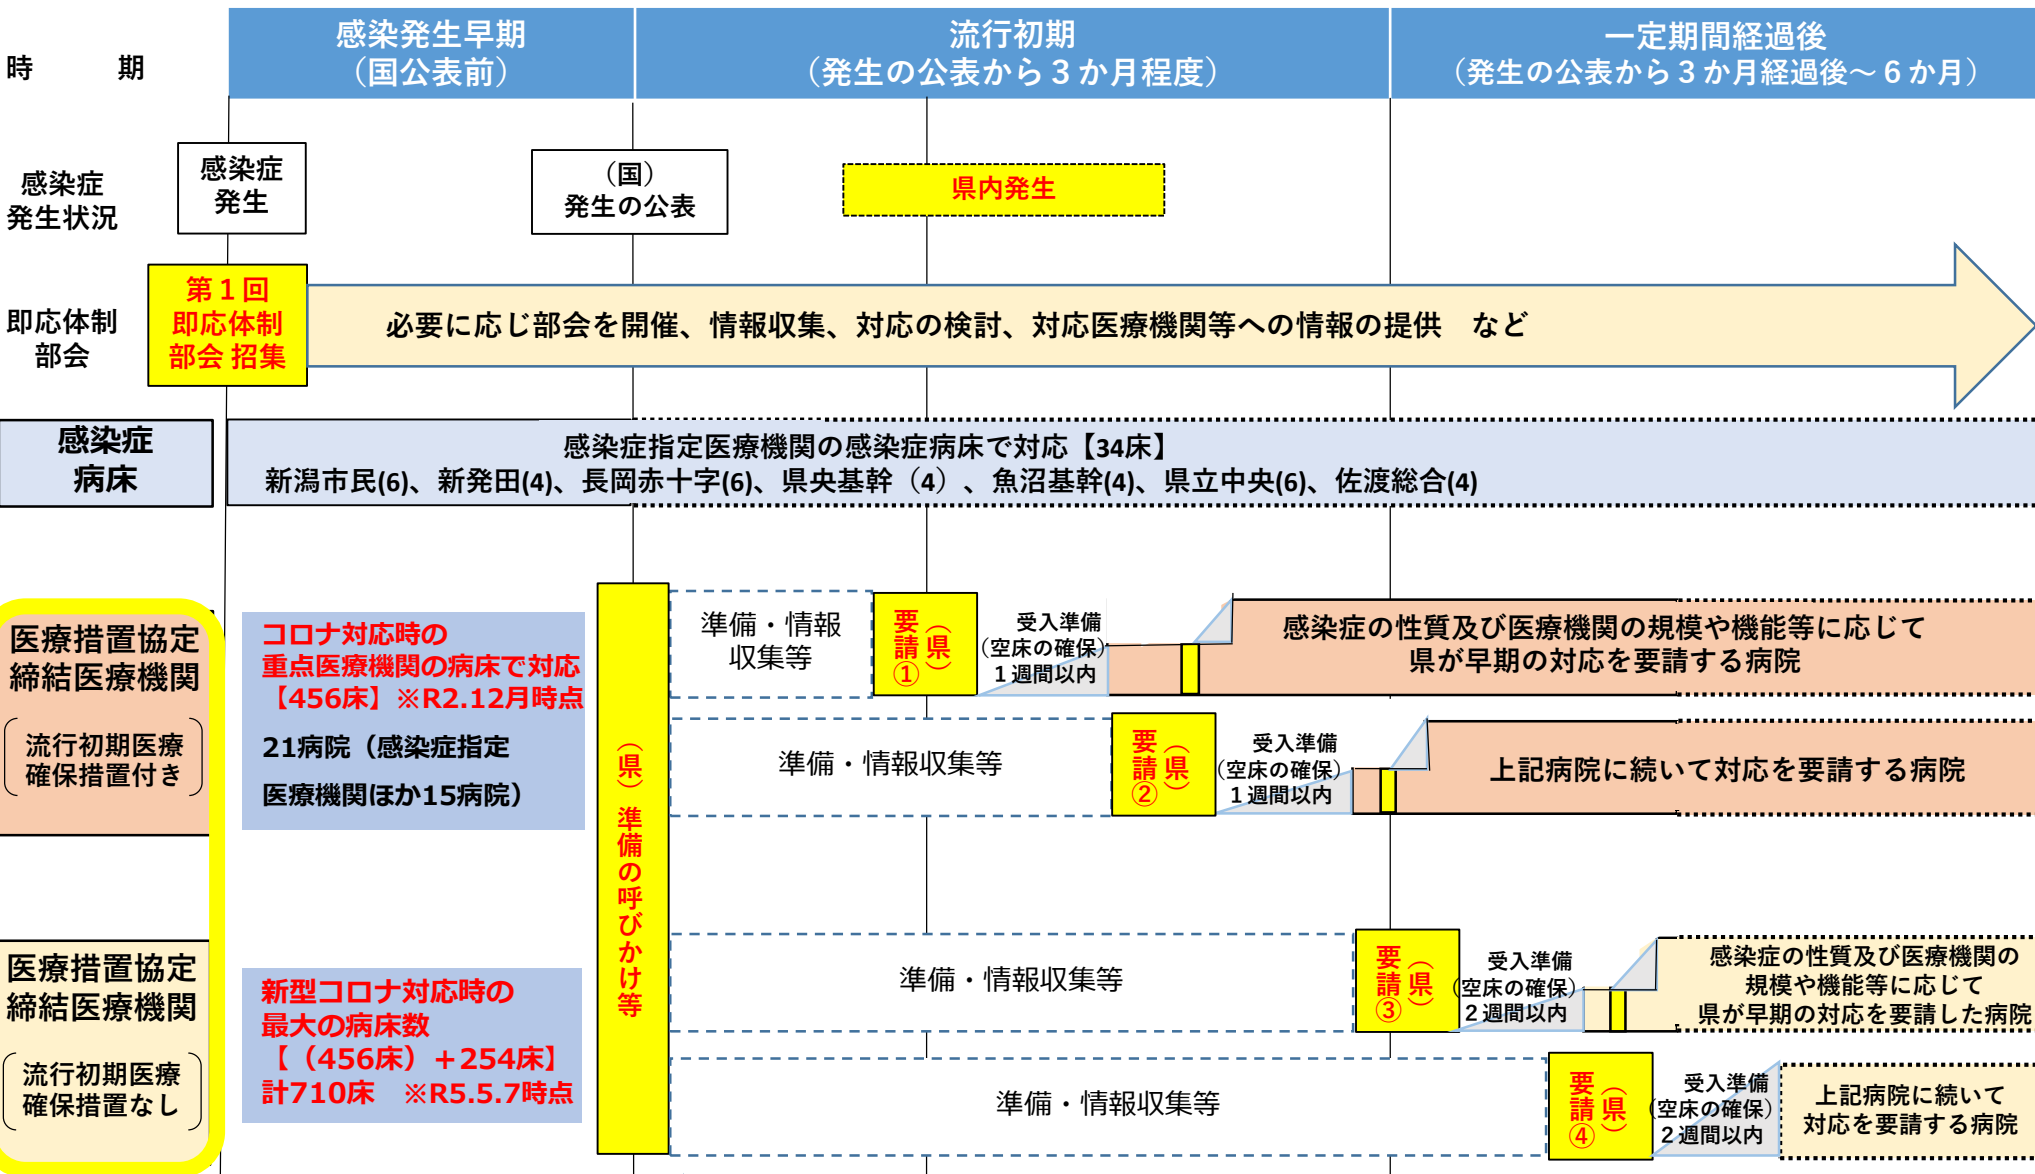 時　期
感染発生早期
（国公表前）
流行初期
（発生の公表から３か月程度）
一定期間経過後
（発生の公表から３か月経過後～６か月）
感染症
発生状況
感染症
発生
（国）
発生の公表
県内発生
即応体制
部会
第１回
即応体制
部会 招集
必要に応じ部会を開催、情報収集、対応の検討、対応医療機関等への情報の提供　など
感染症
病床
感染症指定医療機関の感染症病床で対応【34床】
新潟市民(6)、新発田(4)、長岡赤十字(6)、県央基幹（4）、魚沼基幹(4)、県立中央(6)、佐渡総合(4)
医療措置協定
締結医療機関
流行初期医療
確保措置付き
コロナ対応時の
重点医療機関の病床で対応
【456床】※R2.12月時点
21病院（感染症指定
医療機関ほか15病院）
（県）準備の呼びかけ等
準備・情報
収集等
（県）
要請①
受入準備
(空床の確保)
１週間以内
感染症の性質及び医療機関の規模や機能等に応じて
県が早期の対応を要請する病院
準備・情報収集等
（県）
要請②
受入準備
(空床の確保)
１週間以内
上記病院に続いて対応を要請する病院
医療措置協定
締結医療機関
流行初期医療
確保措置なし
新型コロナ対応時の
最大の病床数
【（456床）+254床】
計710床　※R5.5.7時点
準備・情報収集等
（県）
要請③
受入準備
(空床の確保)
２週間以内
感染症の性質及び医療機関の
規模や機能等に応じて
県が早期の対応を要請した病院
準備・情報収集等
（県）
要請④
受入準備
(空床の確保)
２週間以内
上記病院に続いて
対応を要請する病院